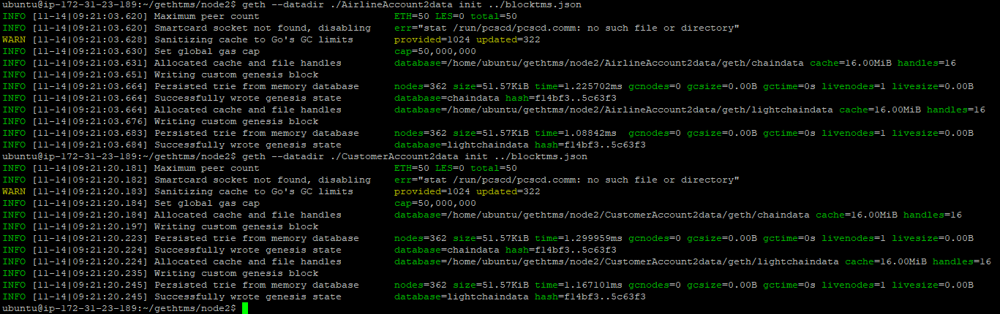 ubuntu@ip-172-31-23-189:~/gethtms/node2$ geth --datadir ./AirlineAccount2data init ../blocktms.json
INFO [11-14|09:21:03.620] Maximum peer count ETH=50 LES=0 total=50
INFO [11-14|09:21:03.620] Smartcard socket not found, disabling err="stat /run/pcscd/pcscd.comm: no such file or directory"
WARN [11-14|09:21:03.628] Sanitizing cache to Go's GC limits provided=1024 updated=322
INFO [11-14|09:21:03.630] Set global gas cap cap=50,000,000
INFO [11-14|09:21:03.631] Allocated cache and file handles database=/home/ubuntu/gethtms/node2/AirlineAccount2data/geth/chaindata cache=16.00MiB handles=16
INFO [11-14|09:21:03.651] Writing custom genesis block
INFO [11-14|09:21:03.664] Persisted trie from memory database nodes=362 size=51.57KiB time=1.225702ms gcnodes=0 gcsize=0.00B gctime=0s livenodes=1 livesize=0.00B
INFO [11-14|09:21:03.664] Successfully wrote genesis state database=chaindata hash=f14bf3..5c63f3
INFO [11-14|09:21:03.664] Allocated cache and file handles database=/home/ubuntu/gethtms/node2/AirlineAccount2data/geth/lightchaindata cache=16.00MiB handles=16
INFO [11-14|09:21:03.676] Writing custom genesis block
INFO [11-14|09:21:03.683] Persisted trie from memory database nodes=362 size=51.57KiB time=1.08842ms gcnodes=0 gcsize=0.00B gctime=0s livenodes=1 livesize=0.00B
INFO [11-14|09:21:03.684] Successfully wrote genesis state database=lightchaindata hash=f14bf3..5c63f3
ubuntu@ip-172-31-23-189:~/gethtms/node2$ geth --datadir ./CustomerAccount2data init ../blocktms.json
INFO [11-14|09:21:20.181] Maximum peer count ETH=50 LES=0 total=50
INFO [11-14|09:21:20.182] Smartcard socket not found, disabling err="stat /run/pcscd/pcscd.comm: no such file or directory"
WARN [11-14|09:21:20.183] Sanitizing cache to Go's GC limits provided=1024 updated=322
INFO [11-14|09:21:20.184] Set global gas cap cap=50,000,000
INFO [11-14|09:21:20.184] Allocated cache and file handles database=/home/ubuntu/gethtms/node2/CustomerAccount2data/geth/chaindata cache=16.00MiB handles=16
INFO [11-14|09:21:20.197] Writing custom genesis block
INFO [11-14|09:21:20.223] Persisted trie from memory database nodes=362 size=51.57KiB time=1.299959ms gcnodes=0 gcsize=0.00B gctime=0s livenodes=1 livesize=0.00B
INFO [11-14|09:21:20.224] Successfully wrote genesis state database=chaindata hash=f14bf3..5c63f3
INFO [11-14|09:21:20.224] Allocated cache and file handles database=/home/ubuntu/gethtms/node2/CustomerAccount2data/geth/lightchaindata cache=16.00MiB handles=16
INFO [11-14|09:21:20.235] Writing custom genesis block
INFO [11-14|09:21:20.245] Persisted trie from memory database nodes=362 size=51.57KiB time=1.167101ms gcnodes=0 gcsize=0.00B gctime=0s livenodes=1 livesize=0.00B
INFO [11-14|09:21:20.245] Successfully wrote genesis state database=lightchaindata hash=f14bf3..5c63f3
ubuntu@ip-172-31-23-189:~/gethtms/node2$